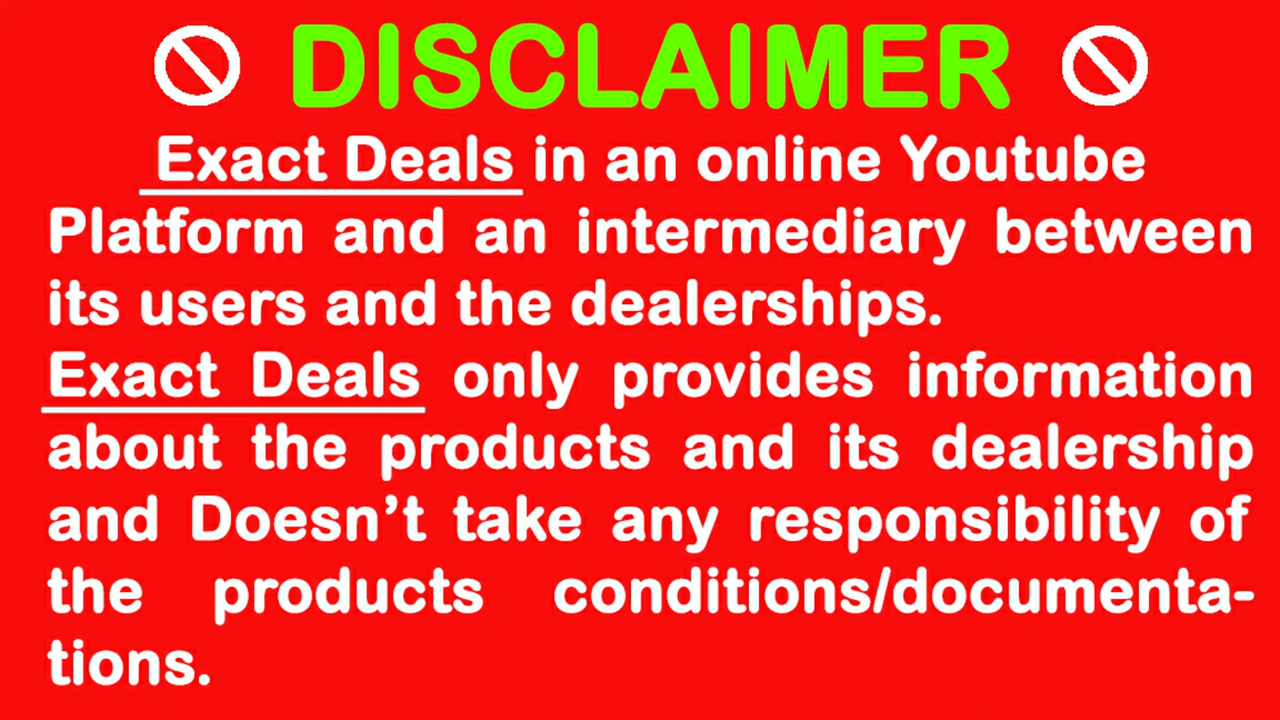 DISCLAIMER
Exact Deals in an online Youtube
Platform and an intermediary between
its users and the dealerships.
Exact Deals only provides information
about the products and its dealership
and Doesn't take any responsibility of
the products conditions/documenta-
tions.